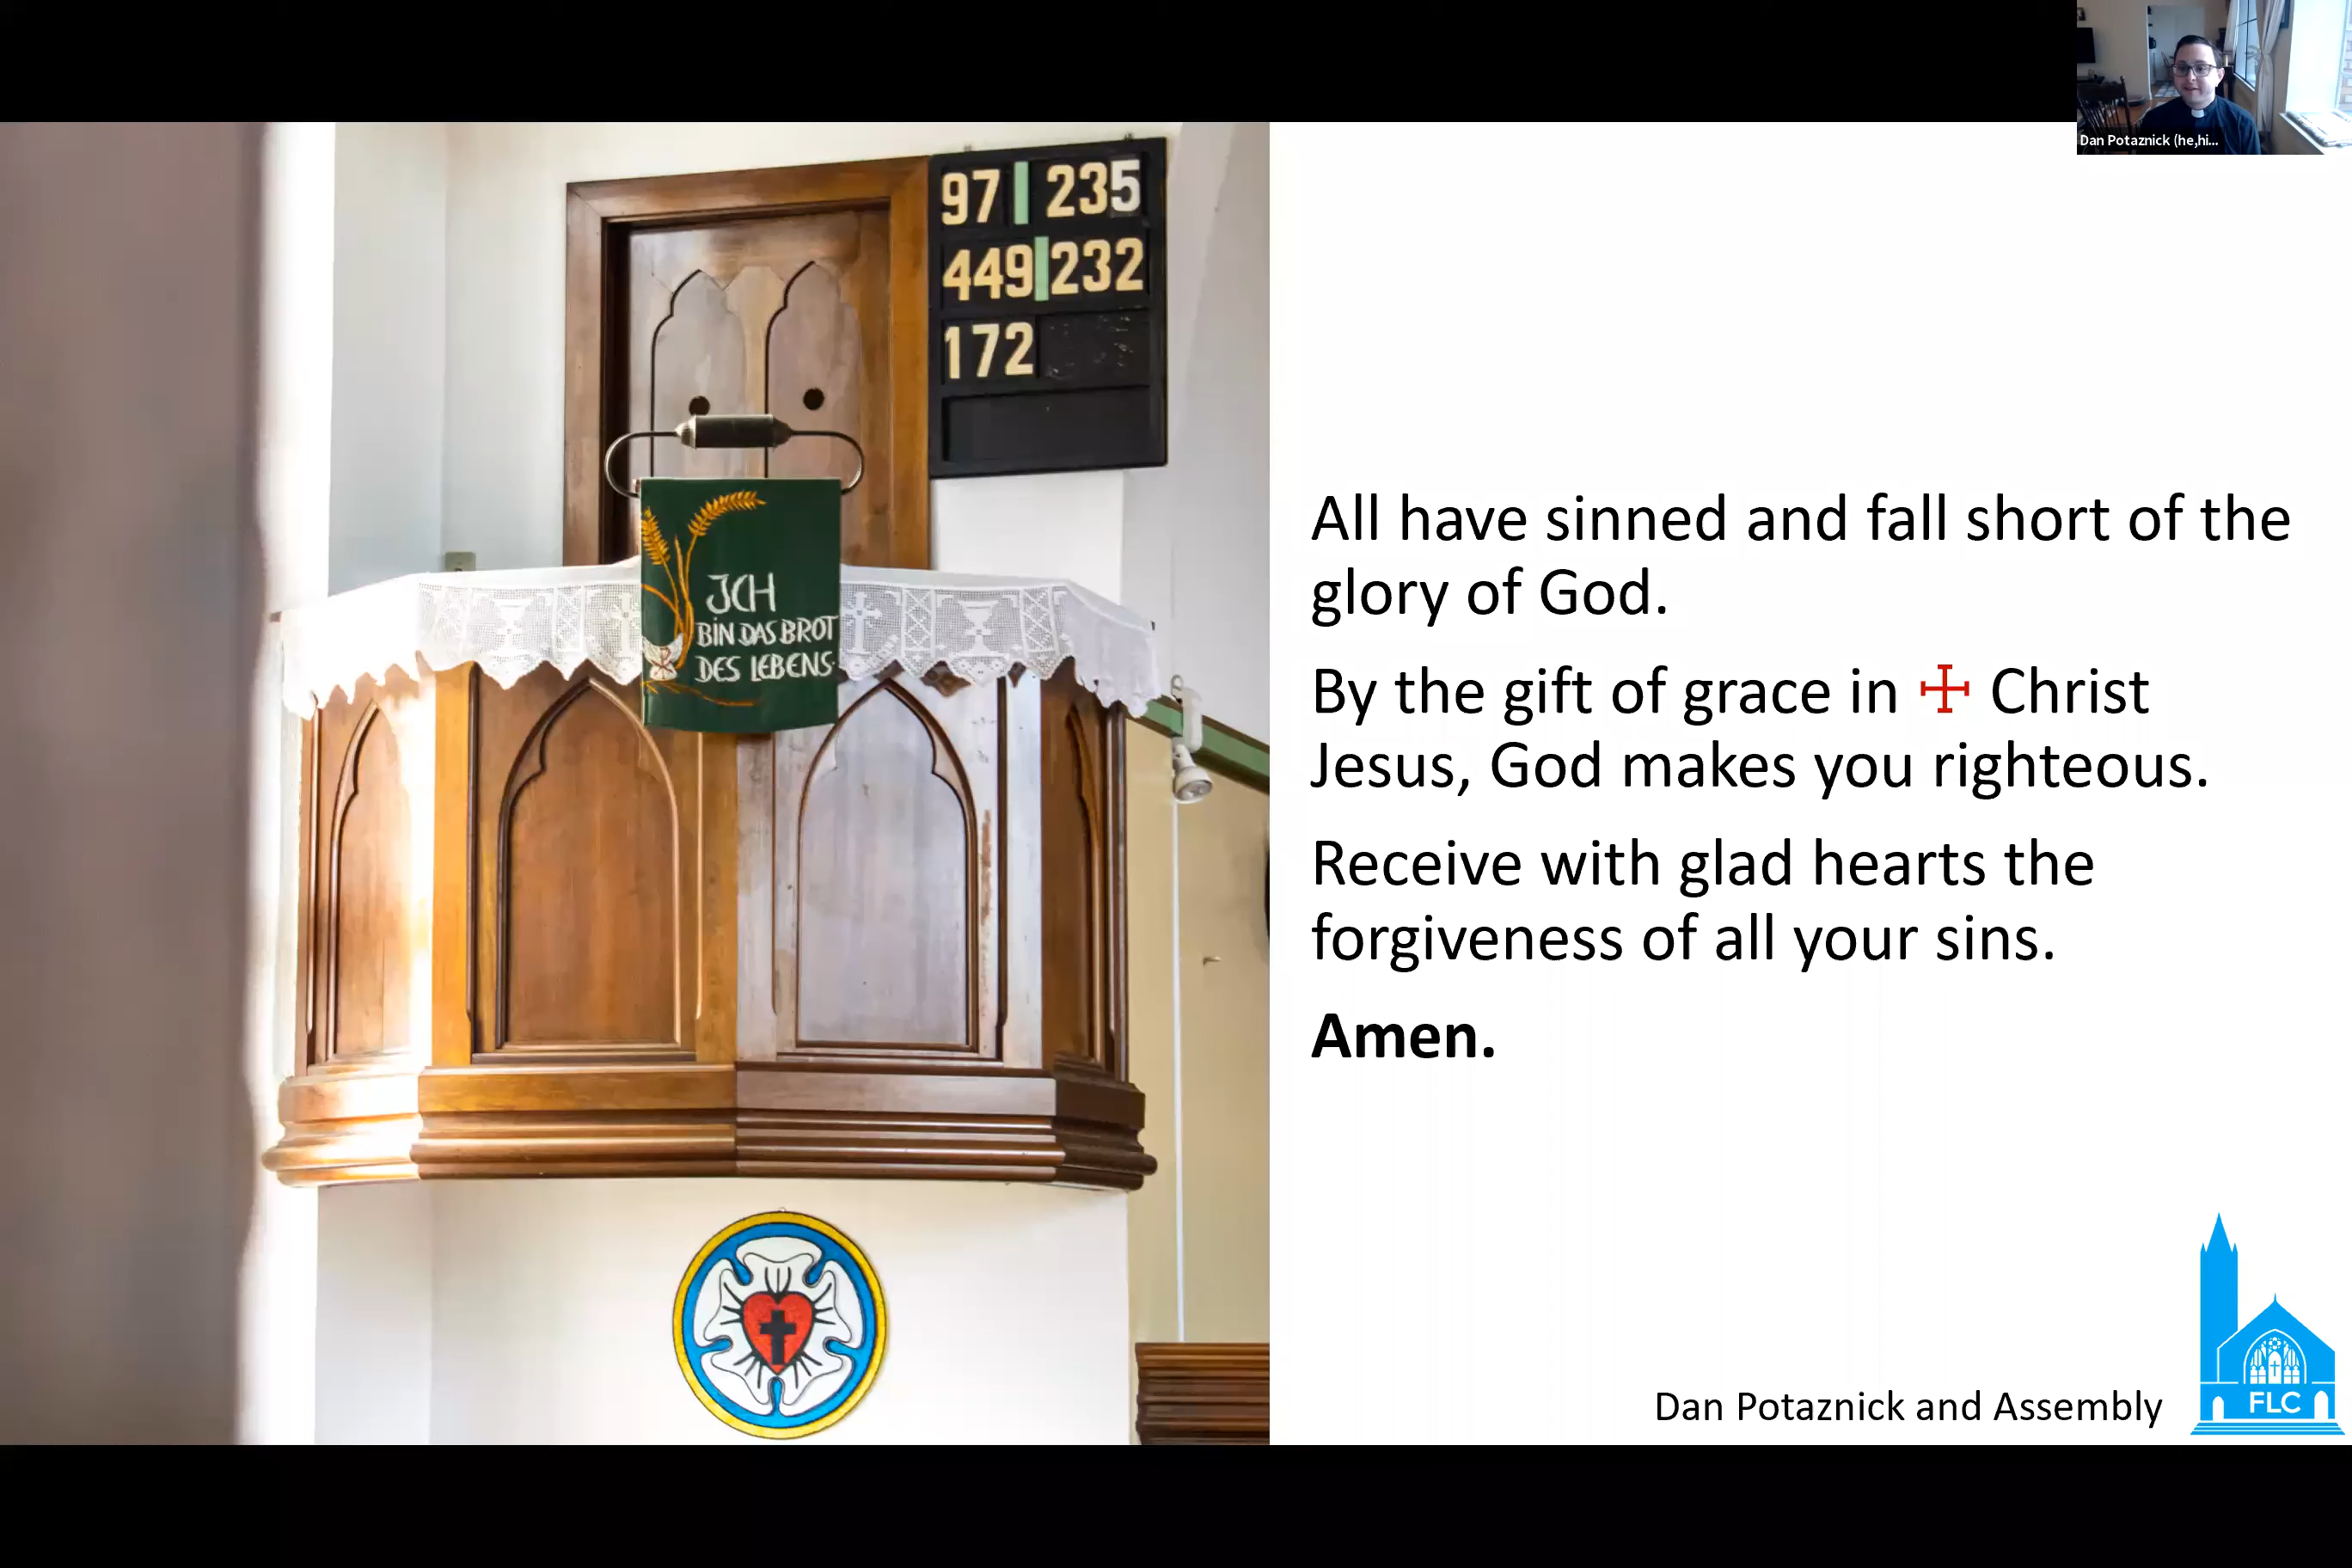 Dan Potaznick (he,hi...
97 | 235
449 | 232
172
JCH
BIN DAS BROT
DES LEBENS
All have sinned and fall short of the
glory of God.
By the gift of grace in ☩ Christ
Jesus, God makes you righteous.
Receive with glad hearts the
forgiveness of all your sins.
Amen.
Dan Potaznick and Assembly
FLC